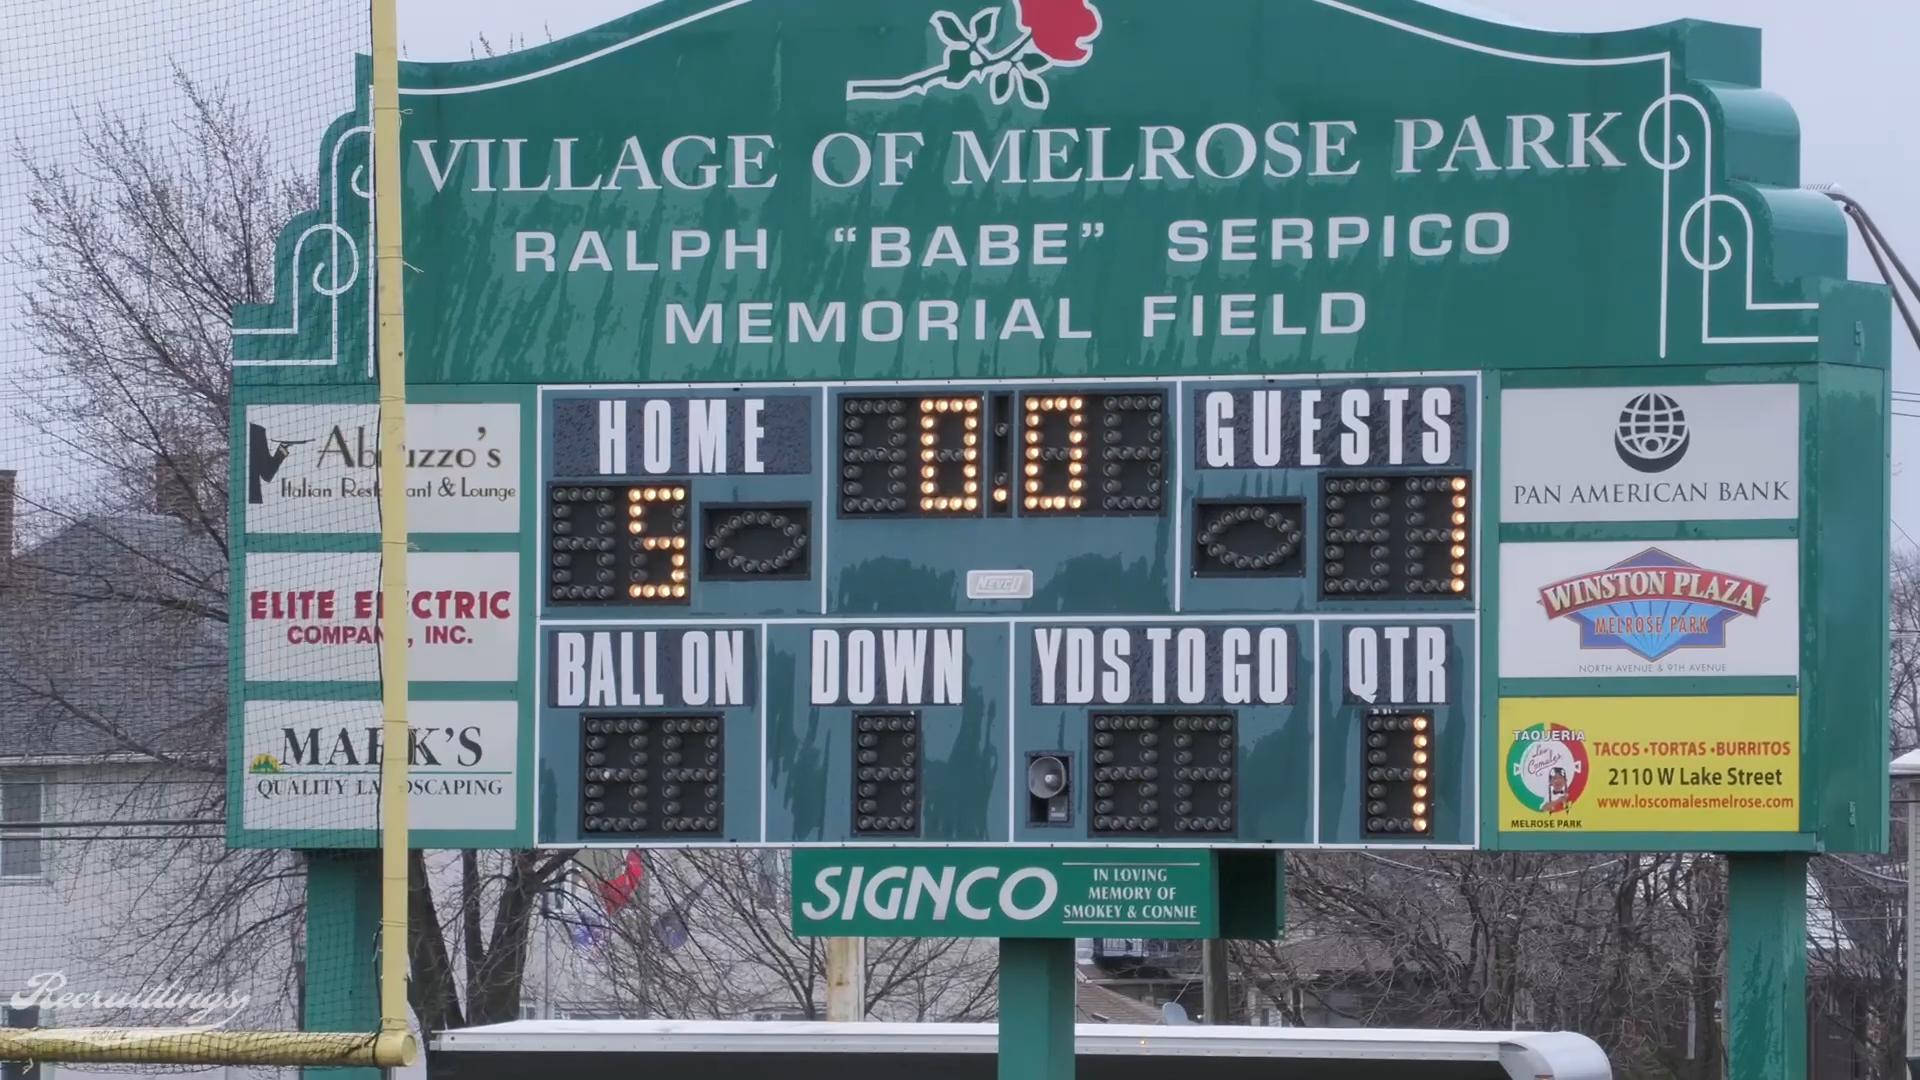 VILLAGE OF MELROSE PARK
RALPH "BABE" SERPICO
MEMORIAL FIELD
HOME
0.0
GUESTS
5
1
Nevco
BALL ON
DOWN
YDS TO GO
QTR
1
Abruzzo's
Italian Restaurant & Lounge
ELITE ELECTRIC
COMPANY, INC.
MARK'S
QUALITY LANDSCAPING
PAN AMERICAN BANK
WINSTON PLAZA
MELROSE PARK
NORTH AVENUE & 9TH AVENUE
TAQUERIA
Los Comales
MELROSE PARK
TACOS • TORTAS • BURRITOS
2110 W Lake Street
www.loscomalesmelrose.com
SIGNCO
IN LOVING
MEMORY OF
SMOKEY & CONNIE
Recruitlings